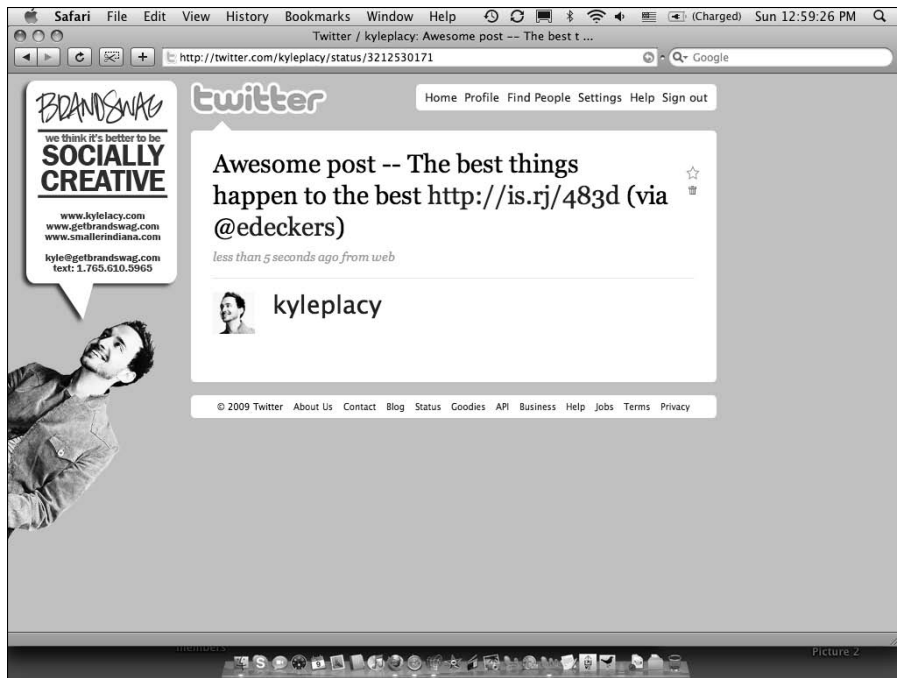 Safari File Edit View History Bookmarks Window Help (Charged) Sun 12:59:26 PM
Twitter / kyleplacy: Awesome post -- The best t ...
http://twitter.com/kyleplacy/status/3212530171 Google
BRANDSWAG
we think it's better to be
SOCIALLY
CREATIVE
www.kylelacy.com
www.getbrandswag.com
www.smallerindiana.com
kyle@getbrandswag.com
text: 1.765.610.5965
twitter
Home Profile Find People Settings Help Sign out
Awesome post -- The best things
happen to the best http://is.rj/483d (via
@edeckers)
less than 5 seconds ago from web
kyleplacy
© 2009 Twitter About Us Contact Blog Status Goodies API Business Help Jobs Terms Privacy
members
Picture 2